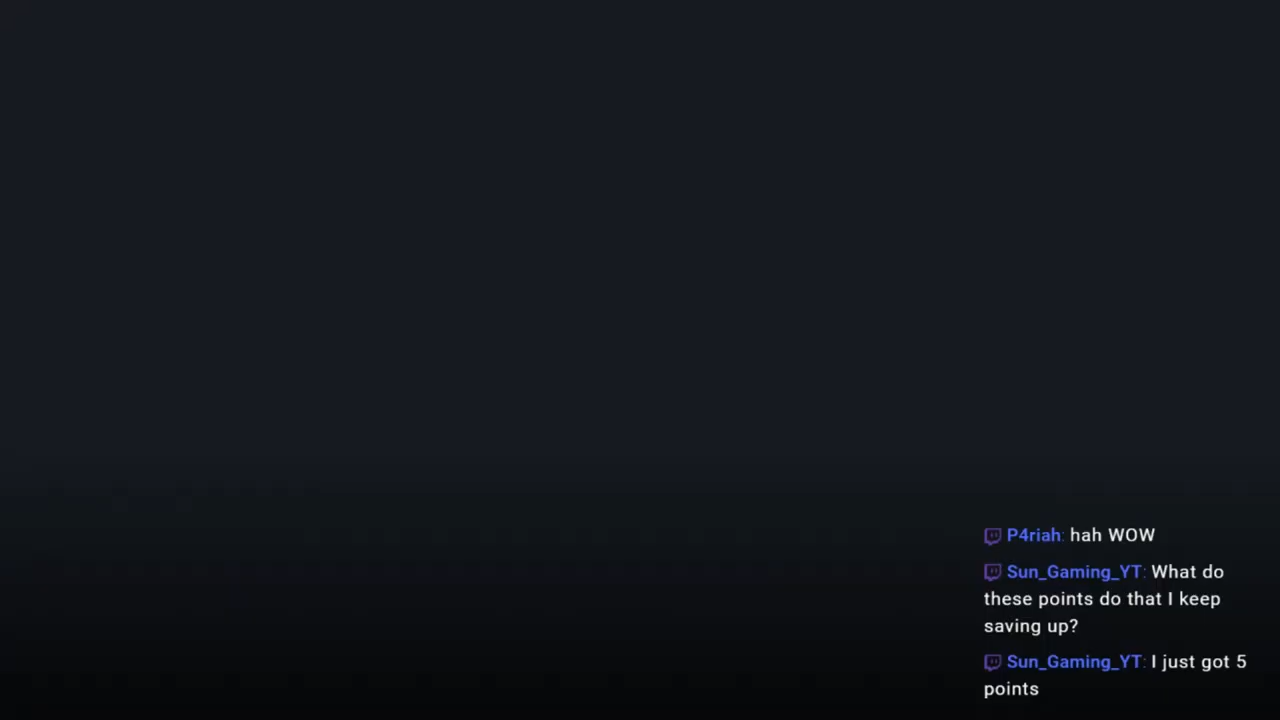 P4riah: hah WOW
Sun_Gaming_YT: What do
these points do that I keep
saving up?
Sun_Gaming_YT: I just got 5
points